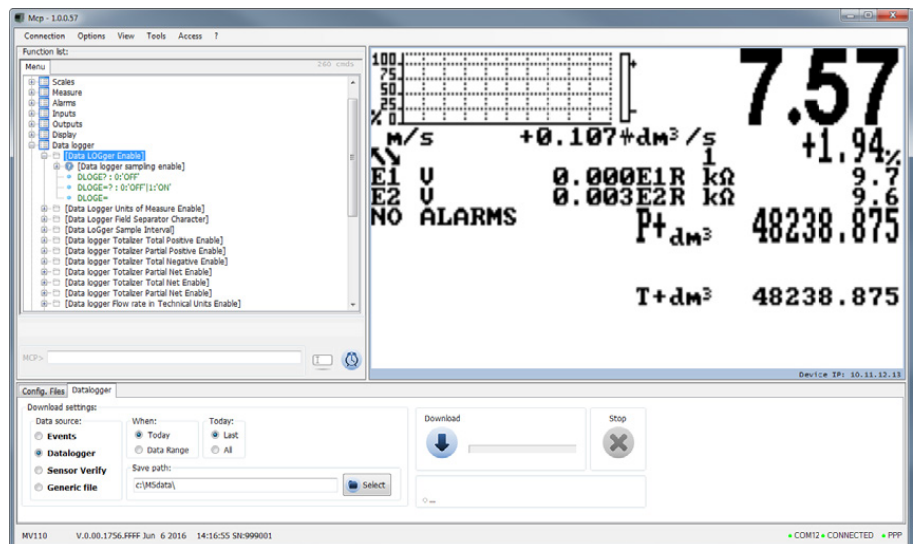 Mcp - 1.0.0.57
Connection Options View Tools Access ?
Function list:
Menu
260 cmds
Scales
Measure
Alarms
Inputs
Outputs
Display
Data logger
[Data LOGger Enable]
[Data logger sampling enable]
DLOGE? : 0:'OFF'
DLOGE=? : 0:'OFF'|1:'ON'
DLOGE=
[Data Logger Units of Measure Enable]
[Data Logger Field Separator Character]
[Data LoGger Sample Interval]
[Data logger Totalizer Total Positive Enable]
[Data logger Totalizer Partial Positive Enable]
[Data logger Totalizer Total Negative Enable]
[Data logger Totalizer Partial Net Enable]
[Data logger Totalizer Total Net Enable]
[Data logger Totalizer Partial Net Enable]
[Data logger Flow rate in Technical Units Enable]
MCP>
100
75
50
25
% 0
+
-
7.57
m/s +0.107 dm³/s +1.94%
1
E1 V 0.000 E1R kΩ 9.7
E2 V 0.003 E2R kΩ 9.6
NO ALARMS P+dm³ 48238.875
T+dm³ 48238.875
Device IP: 10.11.12.13
Config. Files Datalogger
Download settings:
Data source:
Events
Datalogger
Sensor Verify
Generic file
When:
Today
Data Range
Today:
Last
All
Save path:
c:\MSdata\
Select
Download
Stop
MV110 V.0.00.1756.FFFF Jun 6 2016 14:16:55 SN:999001
COM12 CONNECTED PPP